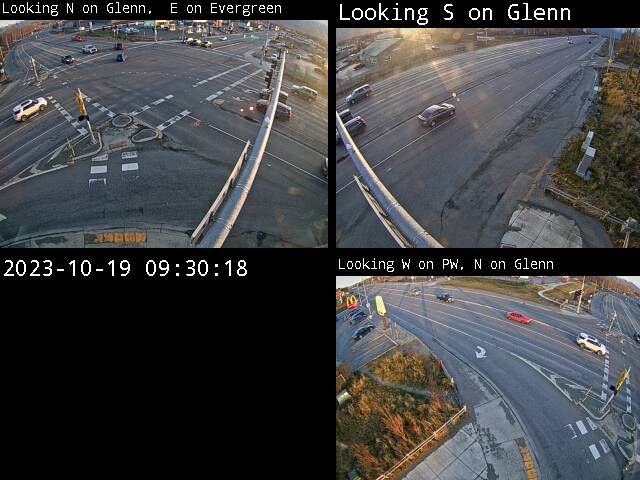 Looking N on Glenn,  E on Evergreen
Looking S on Glenn
2023-10-19 09:30:18
Looking W on PW, N on Glenn